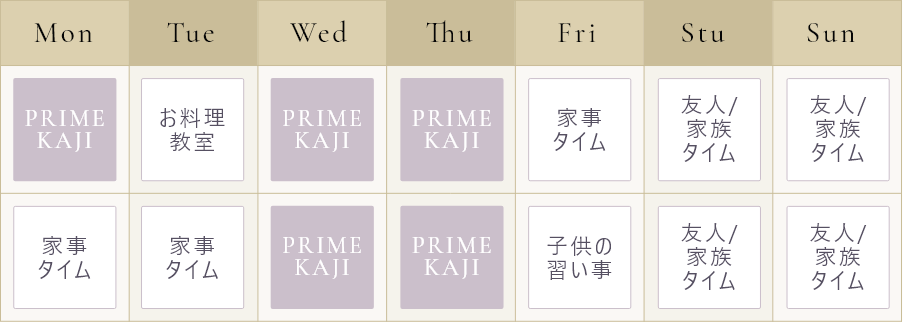 Mon Tue Wed Thu Fri Stu Sun
PRIME
KAJI
お料理
教室
PRIME
KAJI
PRIME
KAJI
家事
タイム
友人/
家族
タイム
友人/
家族
タイム
家事
タイム
家事
タイム
PRIME
KAJI
PRIME
KAJI
子供の
習い事
友人/
家族
タイム
友人/
家族
タイム